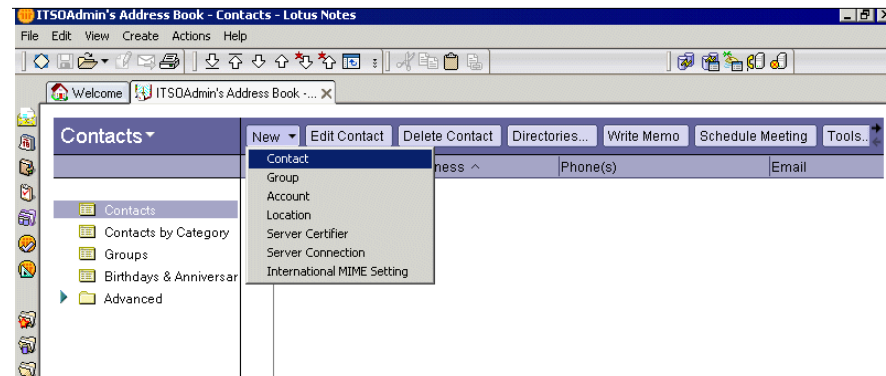 ITSOAdmin's Address Book - Contacts - Lotus Notes
File Edit View Create Actions Help
Welcome ITSOAdmin's Address Book -...
Contacts New Edit Contact Delete Contact Directories... Write Memo Schedule Meeting Tools..
ness Phone(s) Email
Contact
Group
Account
Location
Server Certifier
Server Connection
International MIME Setting
Contacts
Contacts by Category
Groups
Birthdays & Anniversar
Advanced